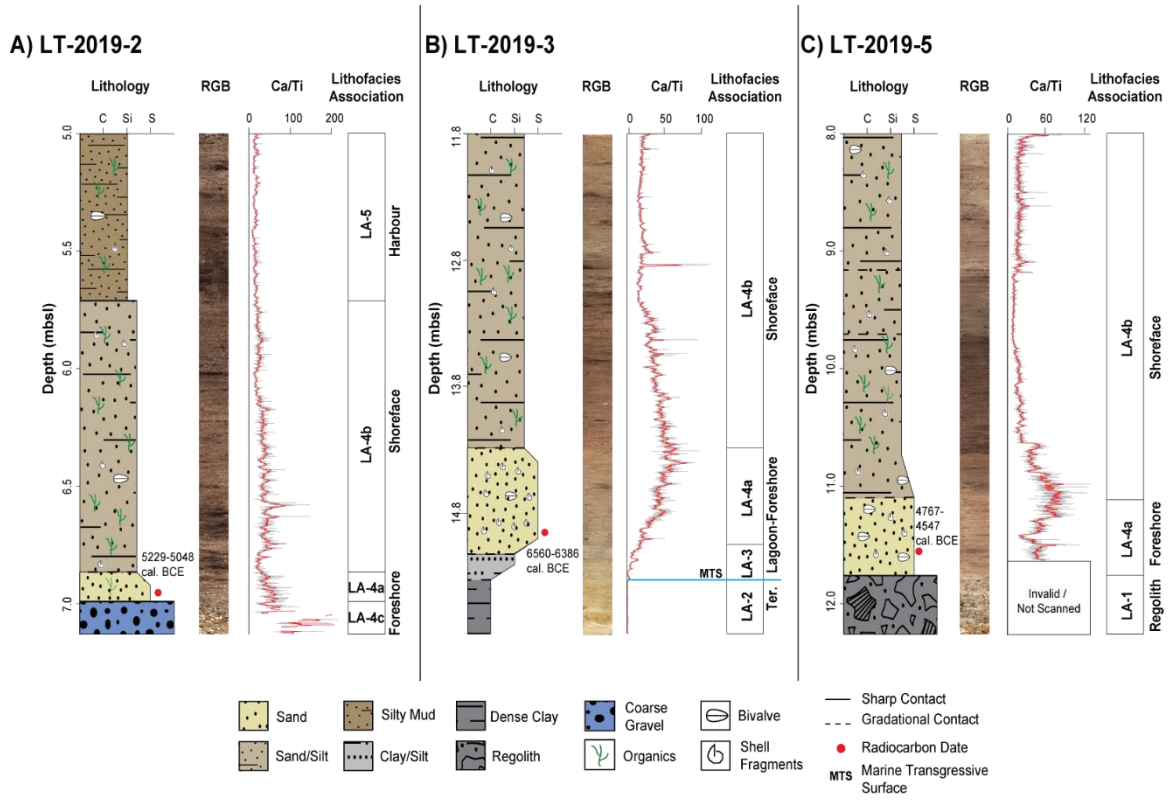 A) LT-2019-2
Lithology
RGB
Ca/Ti
Lithofacies
Association
C Si S
0 100 200
5.0
5.5
6.0
6.5
7.0
Depth (mbsl)
5229-5048
cal. BCE
LA-5
LA-4b
LA-4a
LA-4c
Harbour
Shoreface
Foreshore
B) LT-2019-3
Lithology
RGB
Ca/Ti
Lithofacies
Association
C Si S
0 50 100
11.8
12.8
13.8
14.8
Depth (mbsl)
6560-6386
cal. BCE
MTS
LA-4b
LA-4a
LA-3
LA-2
Shoreface
Lagoon-Foreshore
Ter.
C) LT-2019-5
Lithology
RGB
Ca/Ti
Lithofacies
Association
C Si S
0 60 120
8.0
9.0
10.0
11.0
12.0
Depth (mbsl)
4767-
4547
cal. BCE
Invalid /
Not Scanned
LA-4b
LA-4a
LA-1
Shoreface
Foreshore
Regolith
Sand
Silty Mud
Dense Clay
Coarse
Gravel
Bivalve
Sand/Silt
Clay/Silt
Regolith
Organics
Shell
Fragments
Sharp Contact
Gradational Contact
Radiocarbon Date
MTS Marine Transgressive
Surface